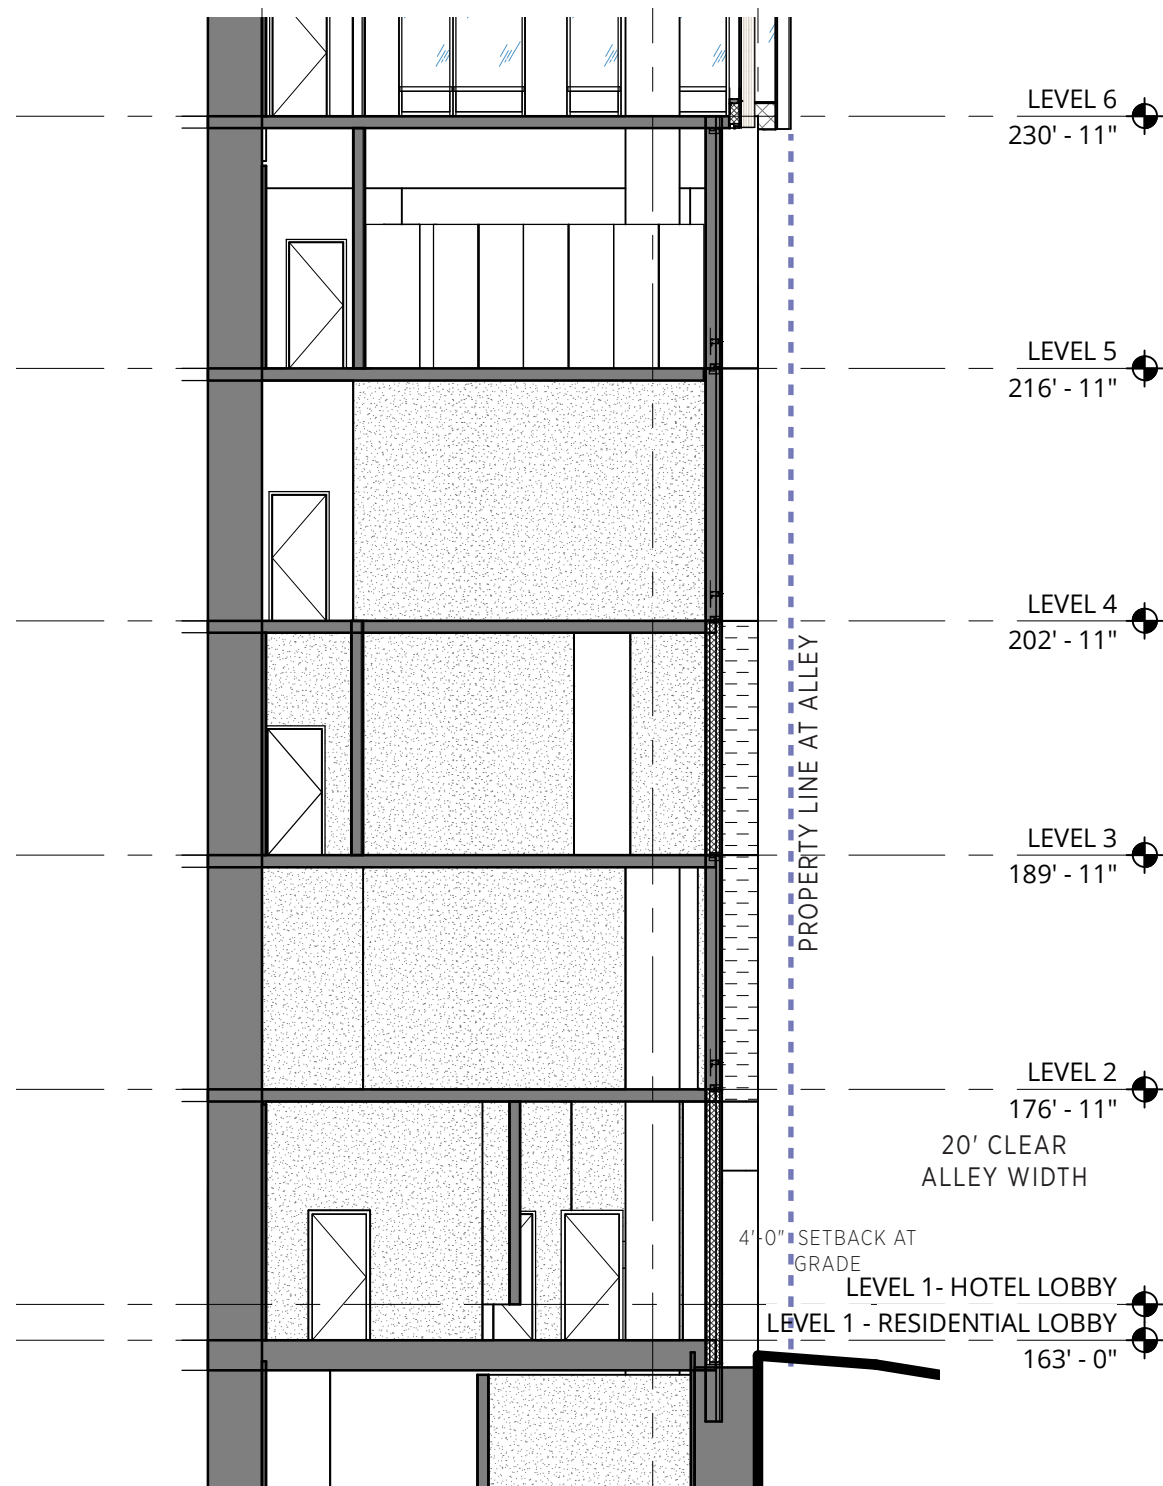 LEVEL 6
230' - 11"
LEVEL 5
216' - 11"
LEVEL 4
202' - 11"
PROPERTY LINE AT ALLEY
LEVEL 3
189' - 11"
LEVEL 2
176' - 11"
20' CLEAR
ALLEY WIDTH
4'-0" SETBACK AT
GRADE
LEVEL 1- HOTEL LOBBY
LEVEL 1 - RESIDENTIAL LOBBY
163' - 0"